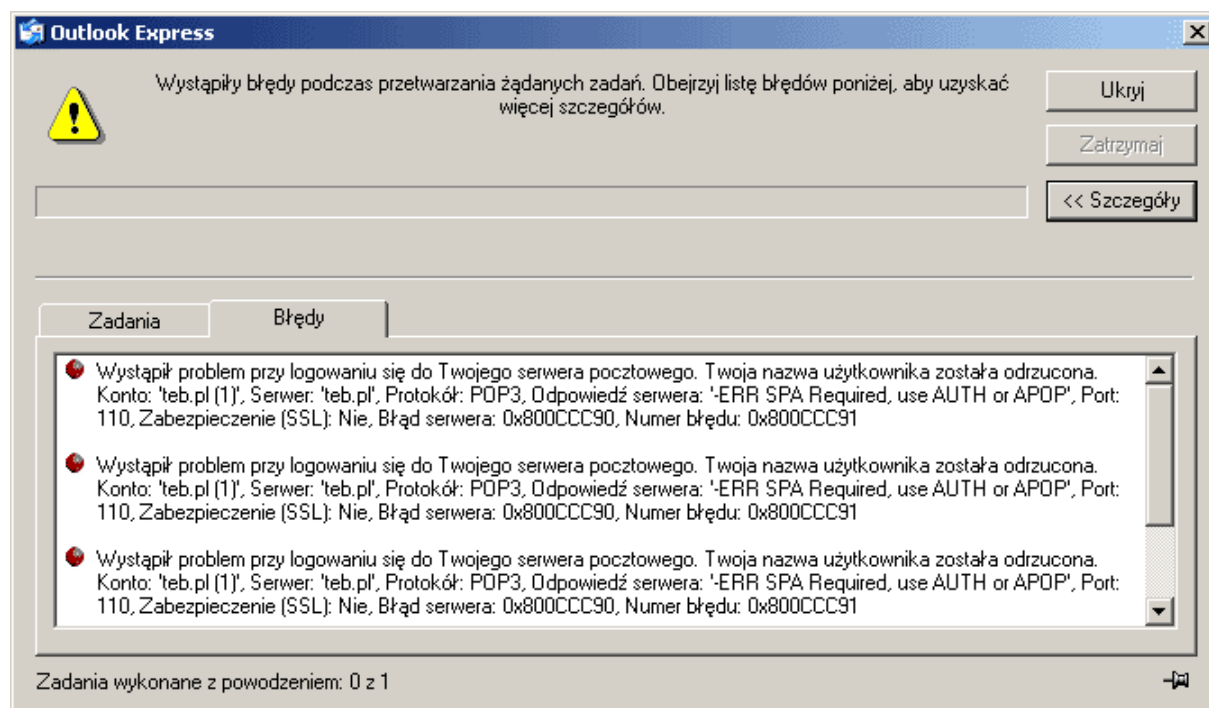 Outlook Express
Wystąpiły błędy podczas przetwarzania żądanych zadań. Obejrzyj listę błędów poniżej, aby uzyskać
więcej szczegółów.
Ukryj
Zatrzymaj
<< Szczegóły
Zadania
Błędy
Wystąpił problem przy logowaniu się do Twojego serwera pocztowego. Twoja nazwa użytkownika została odrzucona.
Konto: 'teb.pl (1)', Serwer: 'teb.pl', Protokół: POP3, Odpowiedź serwera: '-ERR SPA Required, use AUTH or APOP', Port:
110, Zabezpieczenie (SSL): Nie, Błąd serwera: 0x800CCC90, Numer błędu: 0x800CCC91
Wystąpił problem przy logowaniu się do Twojego serwera pocztowego. Twoja nazwa użytkownika została odrzucona.
Konto: 'teb.pl (1)', Serwer: 'teb.pl', Protokół: POP3, Odpowiedź serwera: '-ERR SPA Required, use AUTH or APOP', Port:
110, Zabezpieczenie (SSL): Nie, Błąd serwera: 0x800CCC90, Numer błędu: 0x800CCC91
Wystąpił problem przy logowaniu się do Twojego serwera pocztowego. Twoja nazwa użytkownika została odrzucona.
Konto: 'teb.pl (1)', Serwer: 'teb.pl', Protokół: POP3, Odpowiedź serwera: '-ERR SPA Required, use AUTH or APOP', Port:
110, Zabezpieczenie (SSL): Nie, Błąd serwera: 0x800CCC90, Numer błędu: 0x800CCC91
Zadania wykonane z powodzeniem: 0 z 1